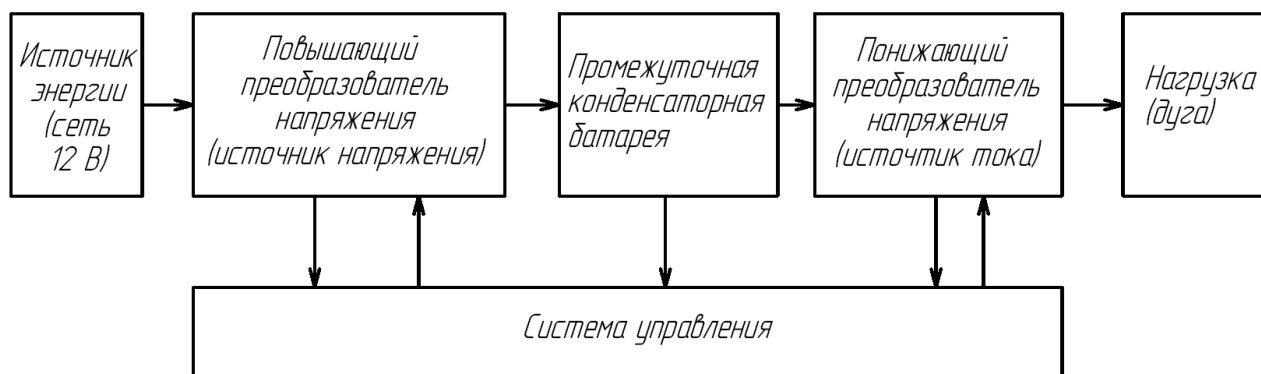 Источник
энергии
(сеть
12 В)
Повышающий
преобразователь
напряжения
(источник напряжения)
Промежуточная
конденсаторная
батарея
Понижающий
преобразователь
напряжения
(источтик тока)
Нагрузка
(дуга)
Система управления